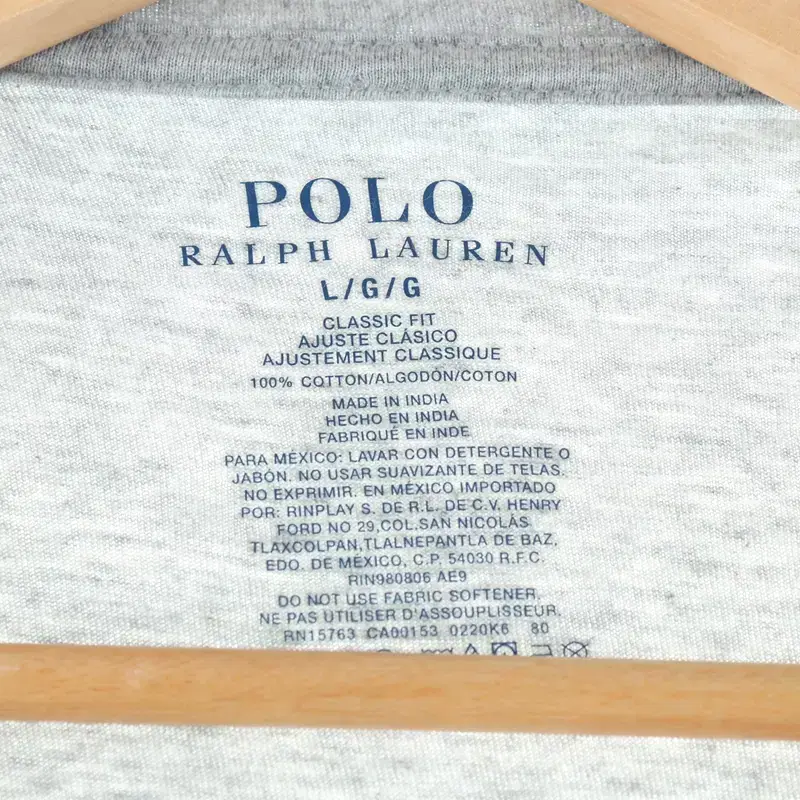 POLO
RALPH LAUREN
L/G/G
CLASSIC FIT
AJUSTE CLÁSICO
AJUSTEMENT CLASSIQUE
100% COTTON/ALGODÓN/COTON
MADE IN INDIA
HECHO EN INDIA
FABRIQUÉ EN INDE
PARA MÉXICO: LAVAR CON DETERGENTE O
JABÓN. NO USAR SUAVIZANTE DE TELAS.
NO EXPRIMIR. EN MÉXICO IMPORTADO
POR: RINPLAY S. DE R.L. DE C.V. HENRY
FORD NO 29,COL.SAN NICOLÁS
TLAXCOLPAN,TLALNEPANTLA DE BAZ,
EDO. DE MÉXICO, C.P. 54030 R.F.C.
RIN980806 AE9
DO NOT USE FABRIC SOFTENER.
NE PAS UTILISER D'ASSOUPLISSEUR.
RN15763 CA00153 0220K6 80